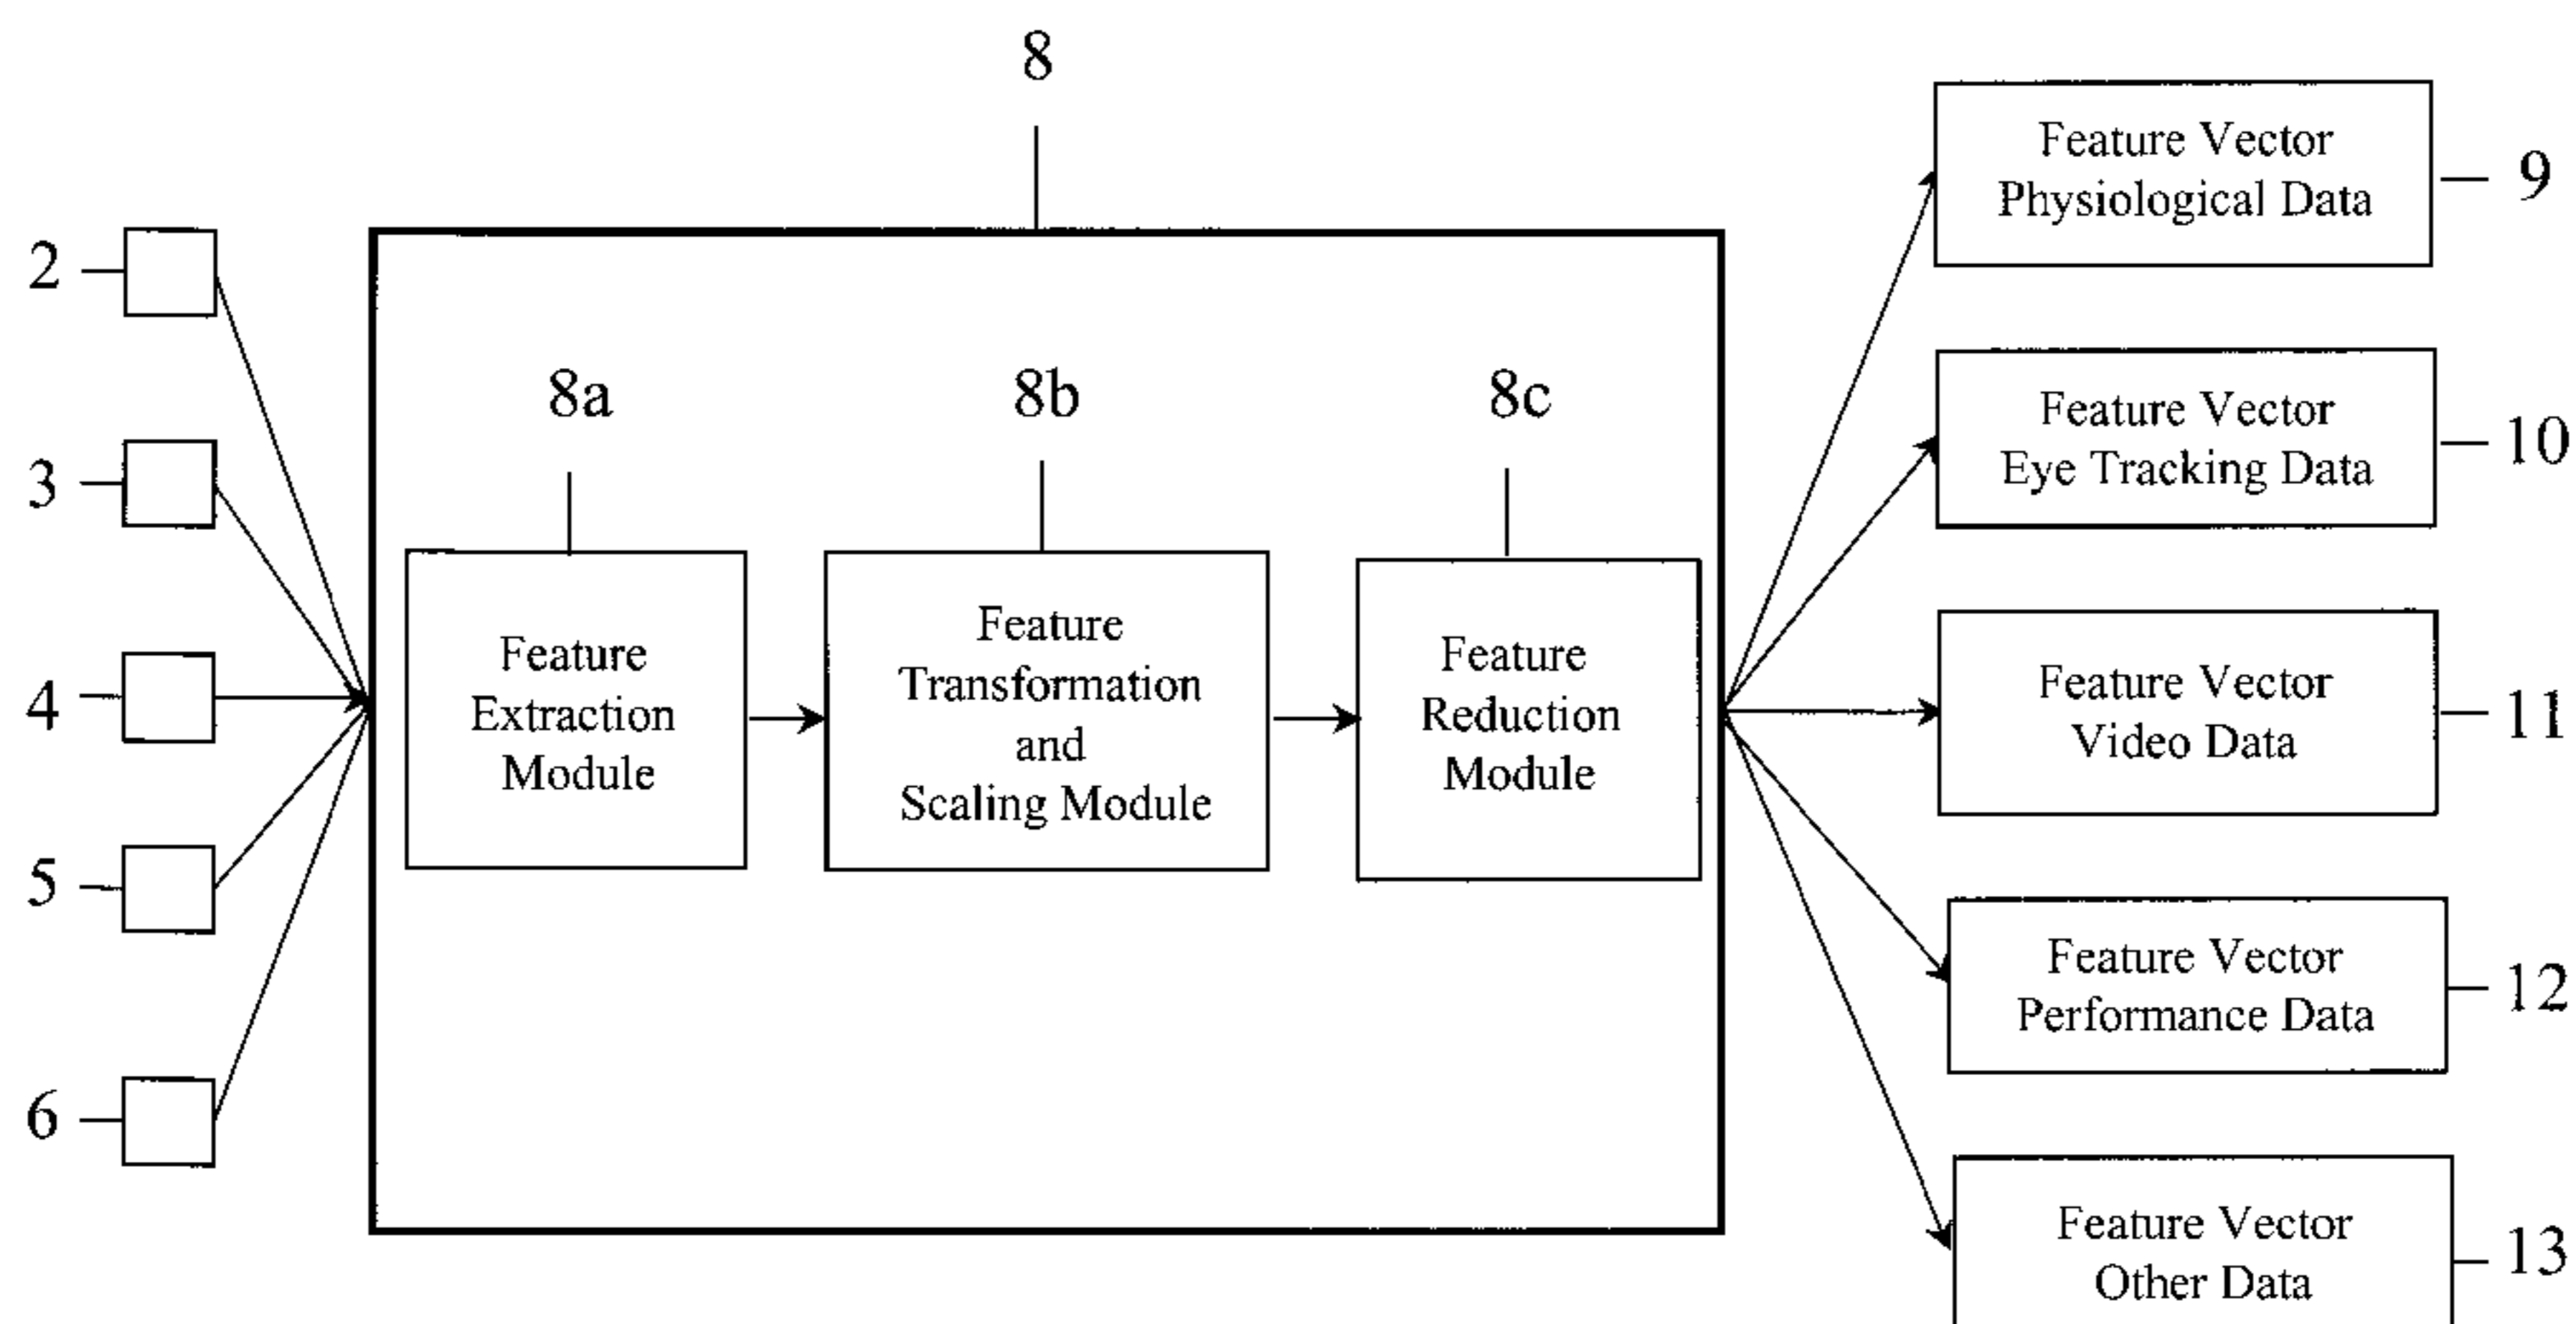 8
2
3
4
5
6
8a
8b
8c
Feature
Extraction
Module
Feature
Transformation
and
Scaling Module
Feature
Reduction
Module
Feature Vector
Physiological Data
9
Feature Vector
Eye Tracking Data
10
Feature Vector
Video Data
11
Feature Vector
Performance Data
12
Feature Vector
Other Data
13